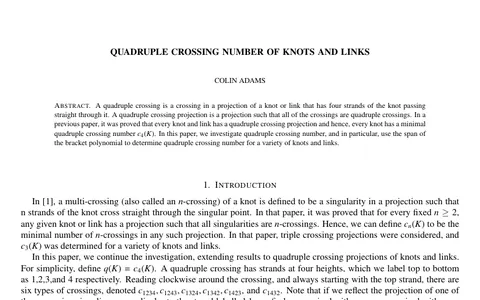 QUADRUPLE CROSSING NUMBER OF KNOTS AND LINKS
COLIN ADAMS
ABSTRACT. A quadruple crossing is a crossing in a projection of a knot or link that has four strands of the knot passing
straight through it. A quadruple crossing projection is a projection such that all of the crossings are quadruple crossings. In a
previous paper, it was proved that every knot and link has a quadruple crossing projection and hence, every knot has a minimal
quadruple crossing number c₄(K). In this paper, we investigate quadruple crossing number, and in particular, use the span of
the bracket polynomial to determine quadruple crossing number for a variety of knots and links.
1. INTRODUCTION
In [1], a multi-crossing (also called an n-crossing) of a knot is defined to be a singularity in a projection such that
n strands of the knot cross straight through the singular point. In that paper, it was proved that for every fixed n ≥ 2,
any given knot or link has a projection such that all singularities are n-crossings. Hence, we can define cₙ(K) to be the
minimal number of n-crossings in any such projection. In that paper, triple crossing projections were considered, and
c₃(K) was determined for a variety of knots and links.
In this paper, we continue the investigation, extending results to quadruple crossing projections of knots and links.
For simplicity, define q(K) = c₄(K). A quadruple crossing has strands at four heights, which we label top to bottom
as 1,2,3,and 4 respectively. Reading clockwise around the crossing, and always starting with the top strand, there are
six types of crossings, denoted c₁₂₃₄, c₁₂₄₃, c₁₃₂₄, c₁₃₄₂, c₁₄₂₃, and c₁₄₃₂. Note that if we reflect the projection of one of